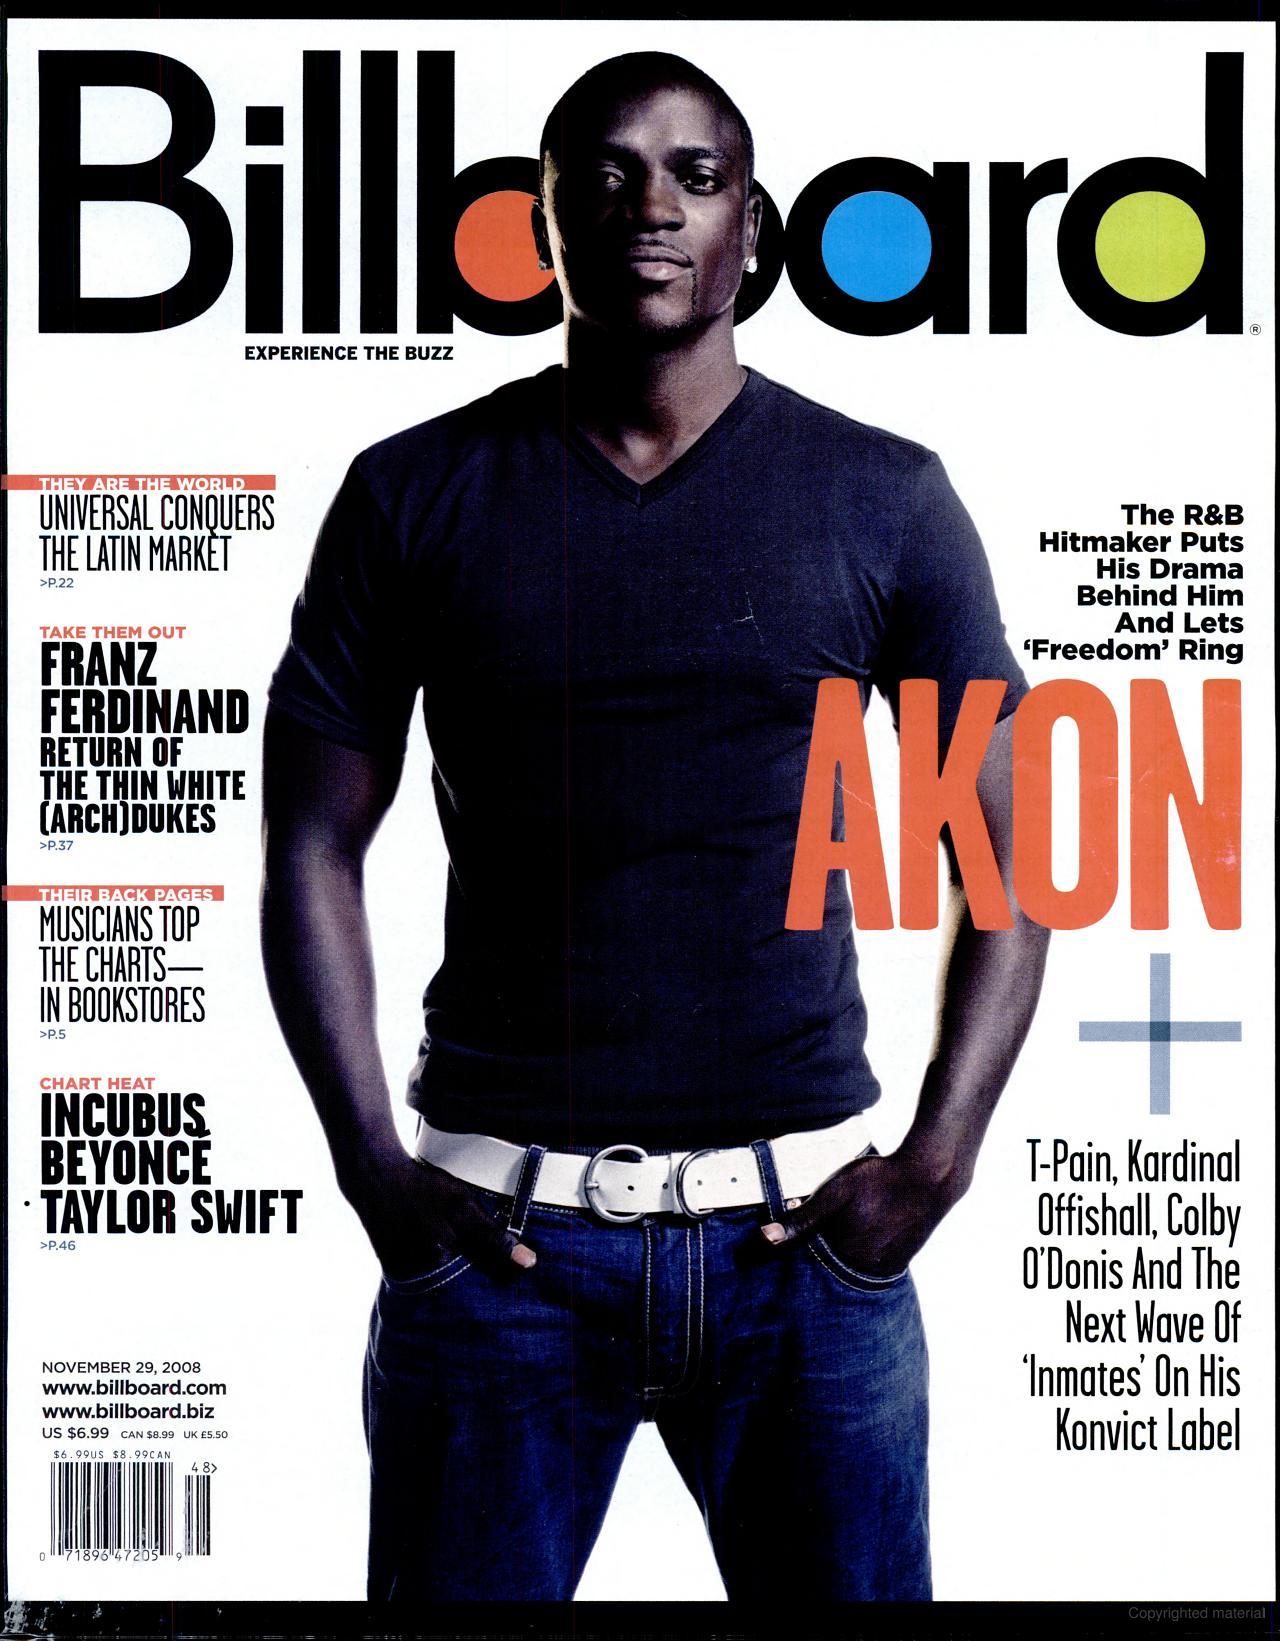 Billboard
®
EXPERIENCE THE BUZZ
THEY ARE THE WORLD
UNIVERSAL CONQUERS
THE LATIN MARKET
>P.22
TAKE THEM OUT
FRANZ
FERDINAND
RETURN OF
THE THIN WHITE
(ARCH)DUKES
>P.37
THEIR BACK PAGES
MUSICIANS TOP
THE CHARTS—
IN BOOKSTORES
>P.5
CHART HEAT
INCUBUS
BEYONCÉ
TAYLOR SWIFT
>P.46
NOVEMBER 29, 2008
www.billboard.com
www.billboard.biz
US $6.99 CAN $8.99 UK £5.50
$6.99US $8.99CAN
48>
0 71896 47205 9
The R&B
Hitmaker Puts
His Drama
Behind Him
And Lets
‘Freedom’ Ring
AKON
+
T-Pain, Kardinal
Offishall, Colby
O’Donis And The
Next Wave Of
‘Inmates’ On His
Konvict Label
Copyrighted material